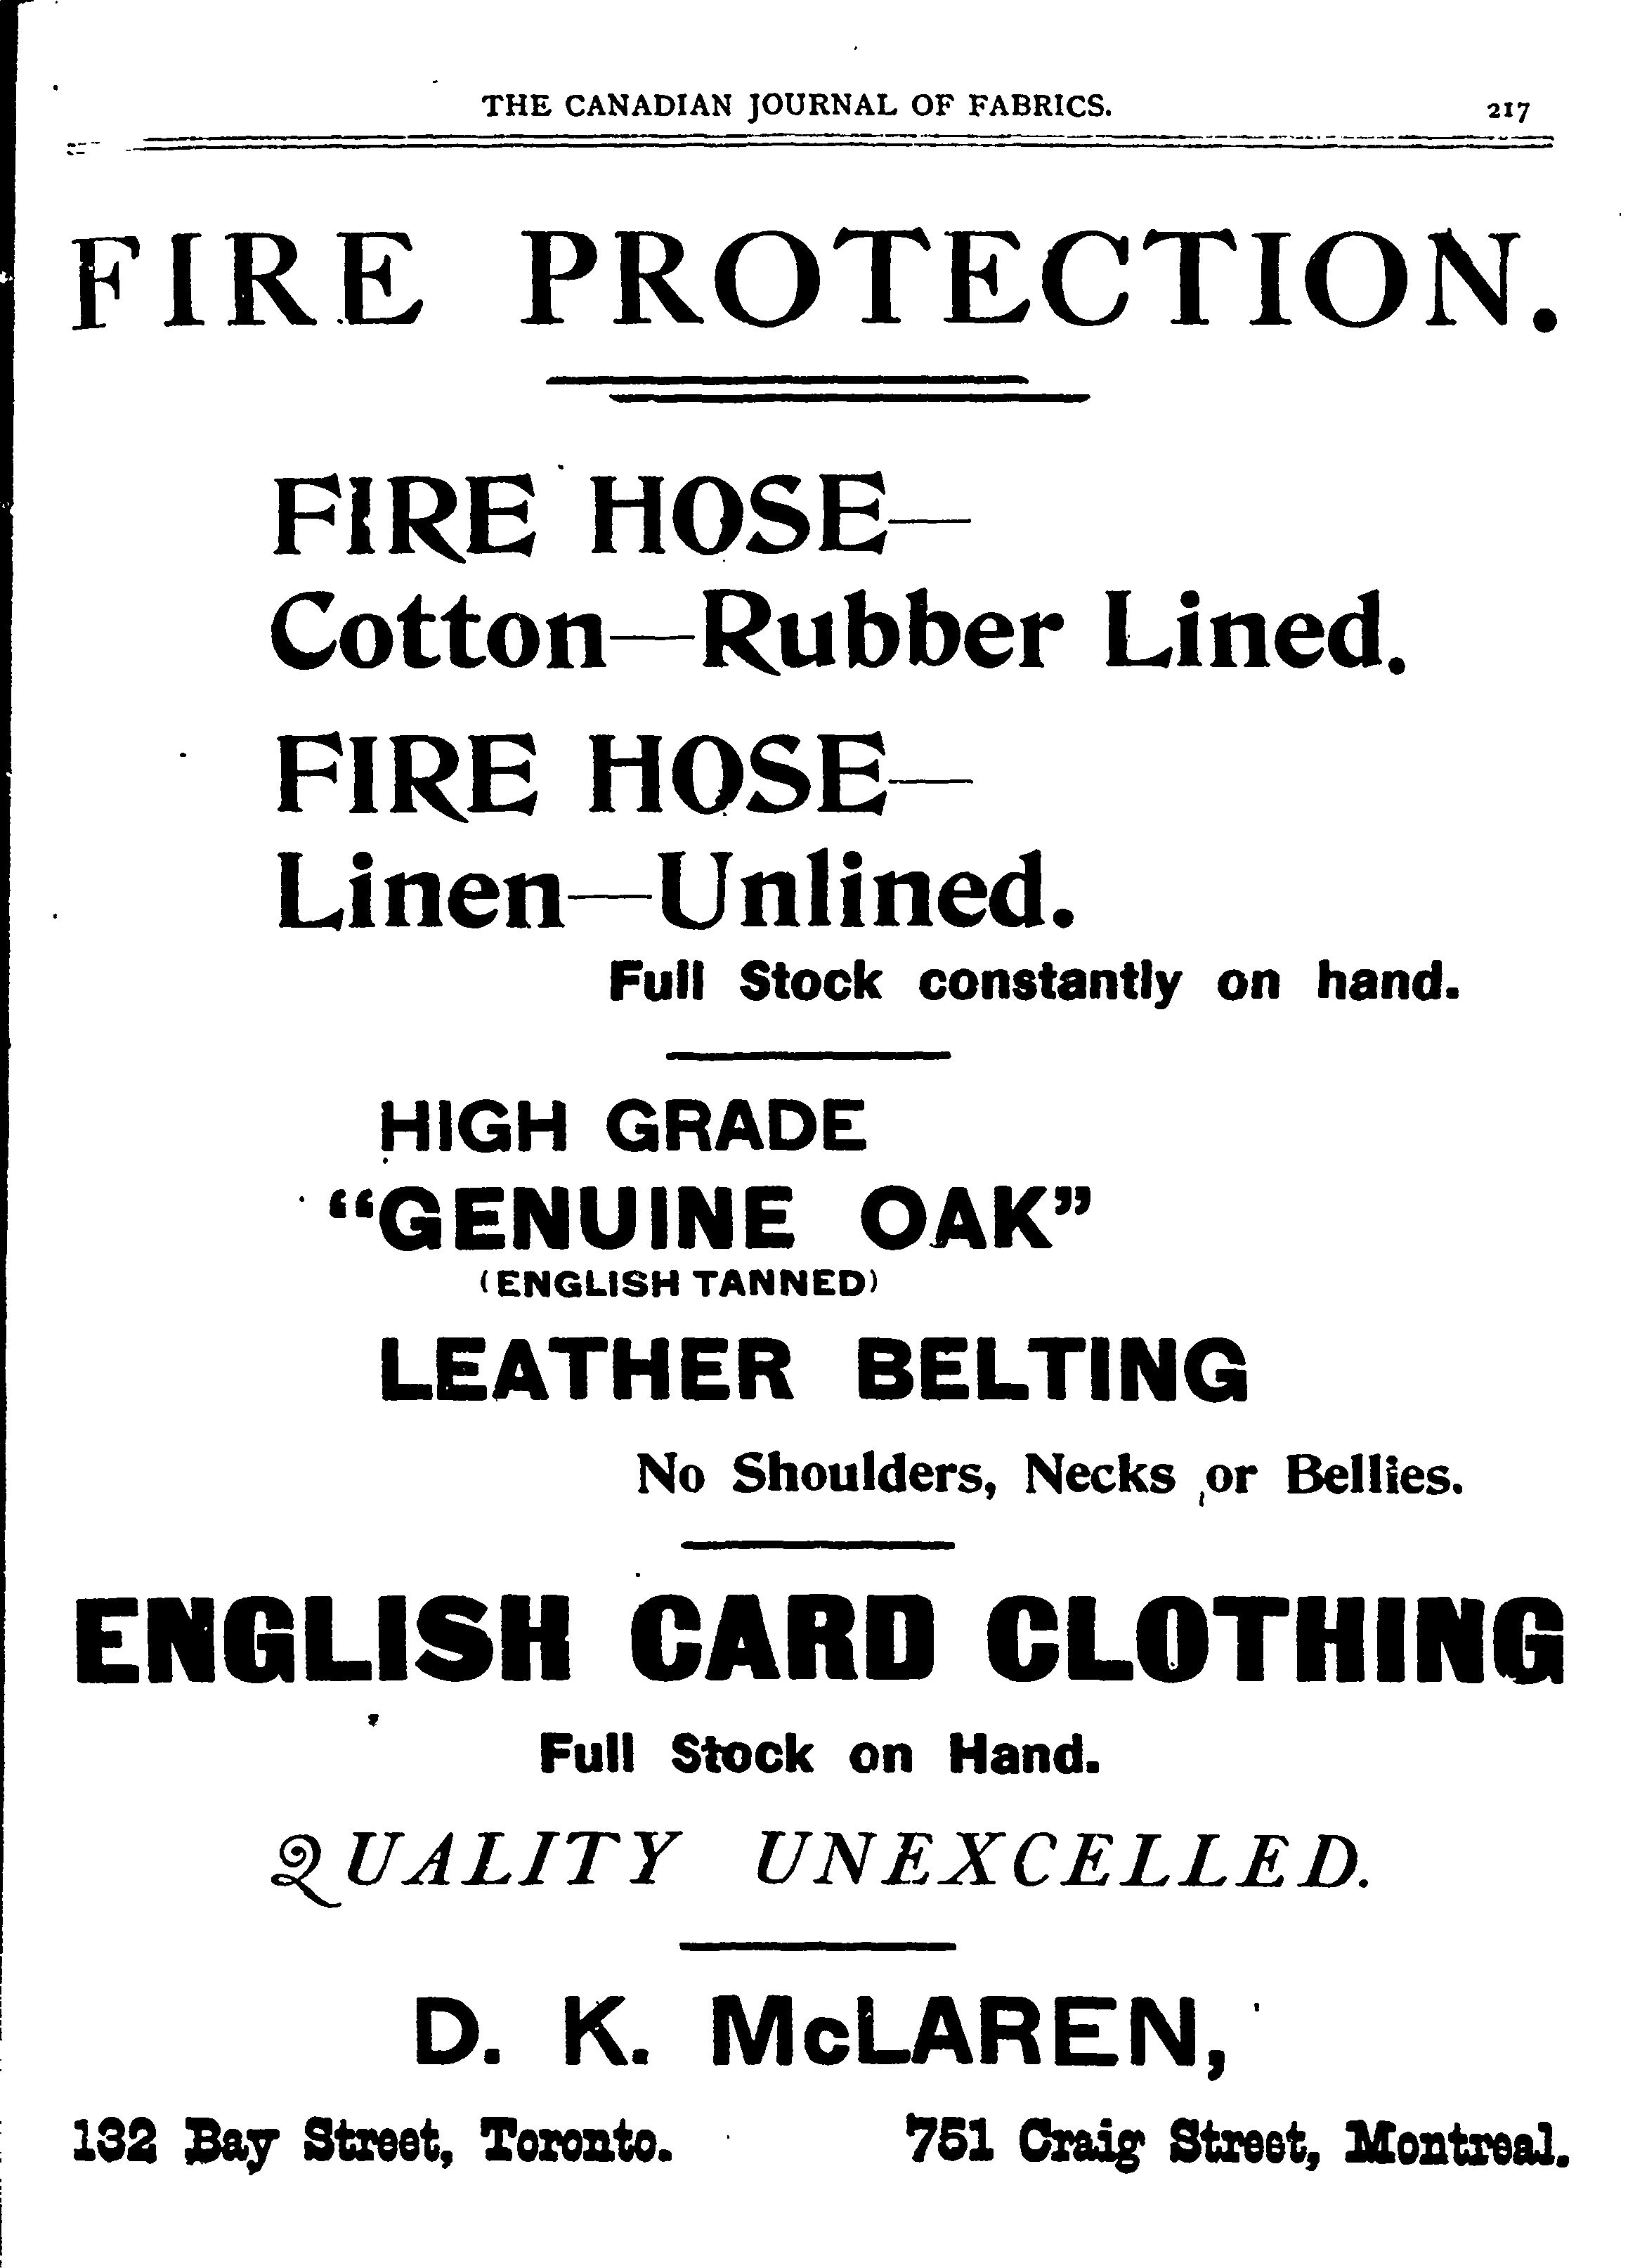 THE CANADIAN JOURNAL OF FABRICS. 217
FIRE PROTECTION.
FIRE HOSE—
Cotton—Rubber Lined.
FIRE HOSE—
Linen—Unlined.
Full Stock constantly on hand.
HIGH GRADE
“GENUINE OAK”
(ENGLISH TANNED)
LEATHER BELTING
No Shoulders, Necks or Bellies.
ENGLISH CARD CLOTHING
Full Stock on Hand.
QUALITY UNEXCELLED.
D. K. McLAREN,
132 Bay Street, Toronto. 751 Craig Street, Montreal.